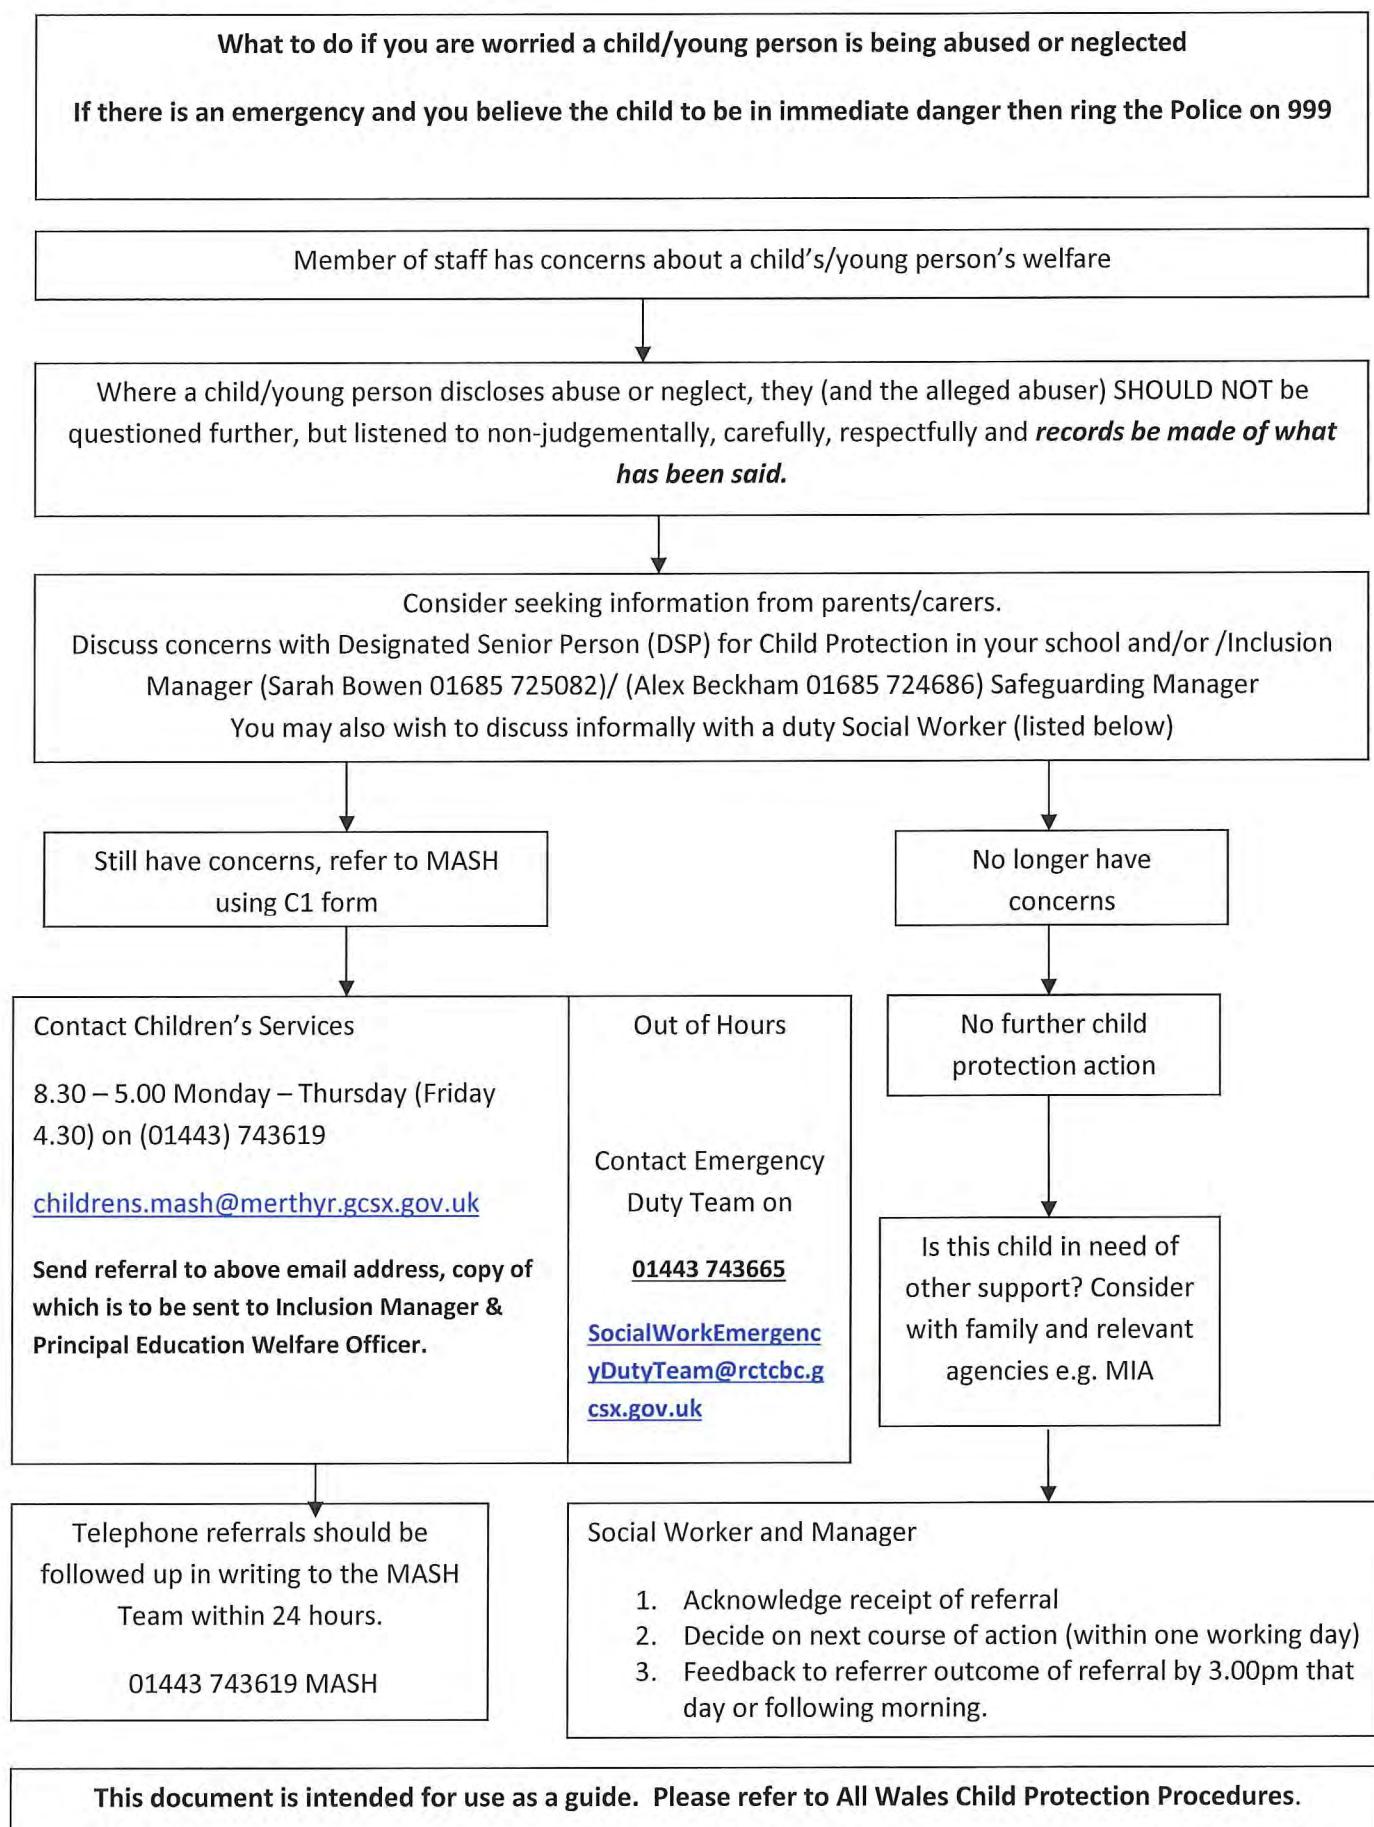 What to do if you are worried a child/young person is being abused or neglected
If there is an emergency and you believe the child to be in immediate danger then ring the Police on 999
Member of staff has concerns about a child's/young person's welfare
Where a child/young person discloses abuse or neglect, they (and the alleged abuser) SHOULD NOT be
questioned further, but listened to non-judgementally, carefully, respectfully and records be made of what
has been said.
Consider seeking information from parents/carers.
Discuss concerns with Designated Senior Person (DSP) for Child Protection in your school and/or /Inclusion
Manager (Sarah Bowen 01685 725082)/ (Alex Beckham 01685 724686) Safeguarding Manager
You may also wish to discuss informally with a duty Social Worker (listed below)
Still have concerns, refer to MASH
using C1 form
No longer have
concerns
Contact Children's Services
8.30 – 5.00 Monday – Thursday (Friday
4.30) on (01443) 743619
childrens.mash@merthyr.gcsx.gov.uk
Send referral to above email address, copy of
which is to be sent to Inclusion Manager &
Principal Education Welfare Officer.
Out of Hours
Contact Emergency
Duty Team on
01443 743665
SocialWorkEmergenc
yDutyTeam@rctcbc.g
csx.gov.uk
No further child
protection action
Is this child in need of
other support? Consider
with family and relevant
agencies e.g. MIA
Telephone referrals should be
followed up in writing to the MASH
Team within 24 hours.
01443 743619 MASH
Social Worker and Manager
1. Acknowledge receipt of referral
2. Decide on next course of action (within one working day)
3. Feedback to referrer outcome of referral by 3.00pm that
day or following morning.
This document is intended for use as a guide. Please refer to All Wales Child Protection Procedures.